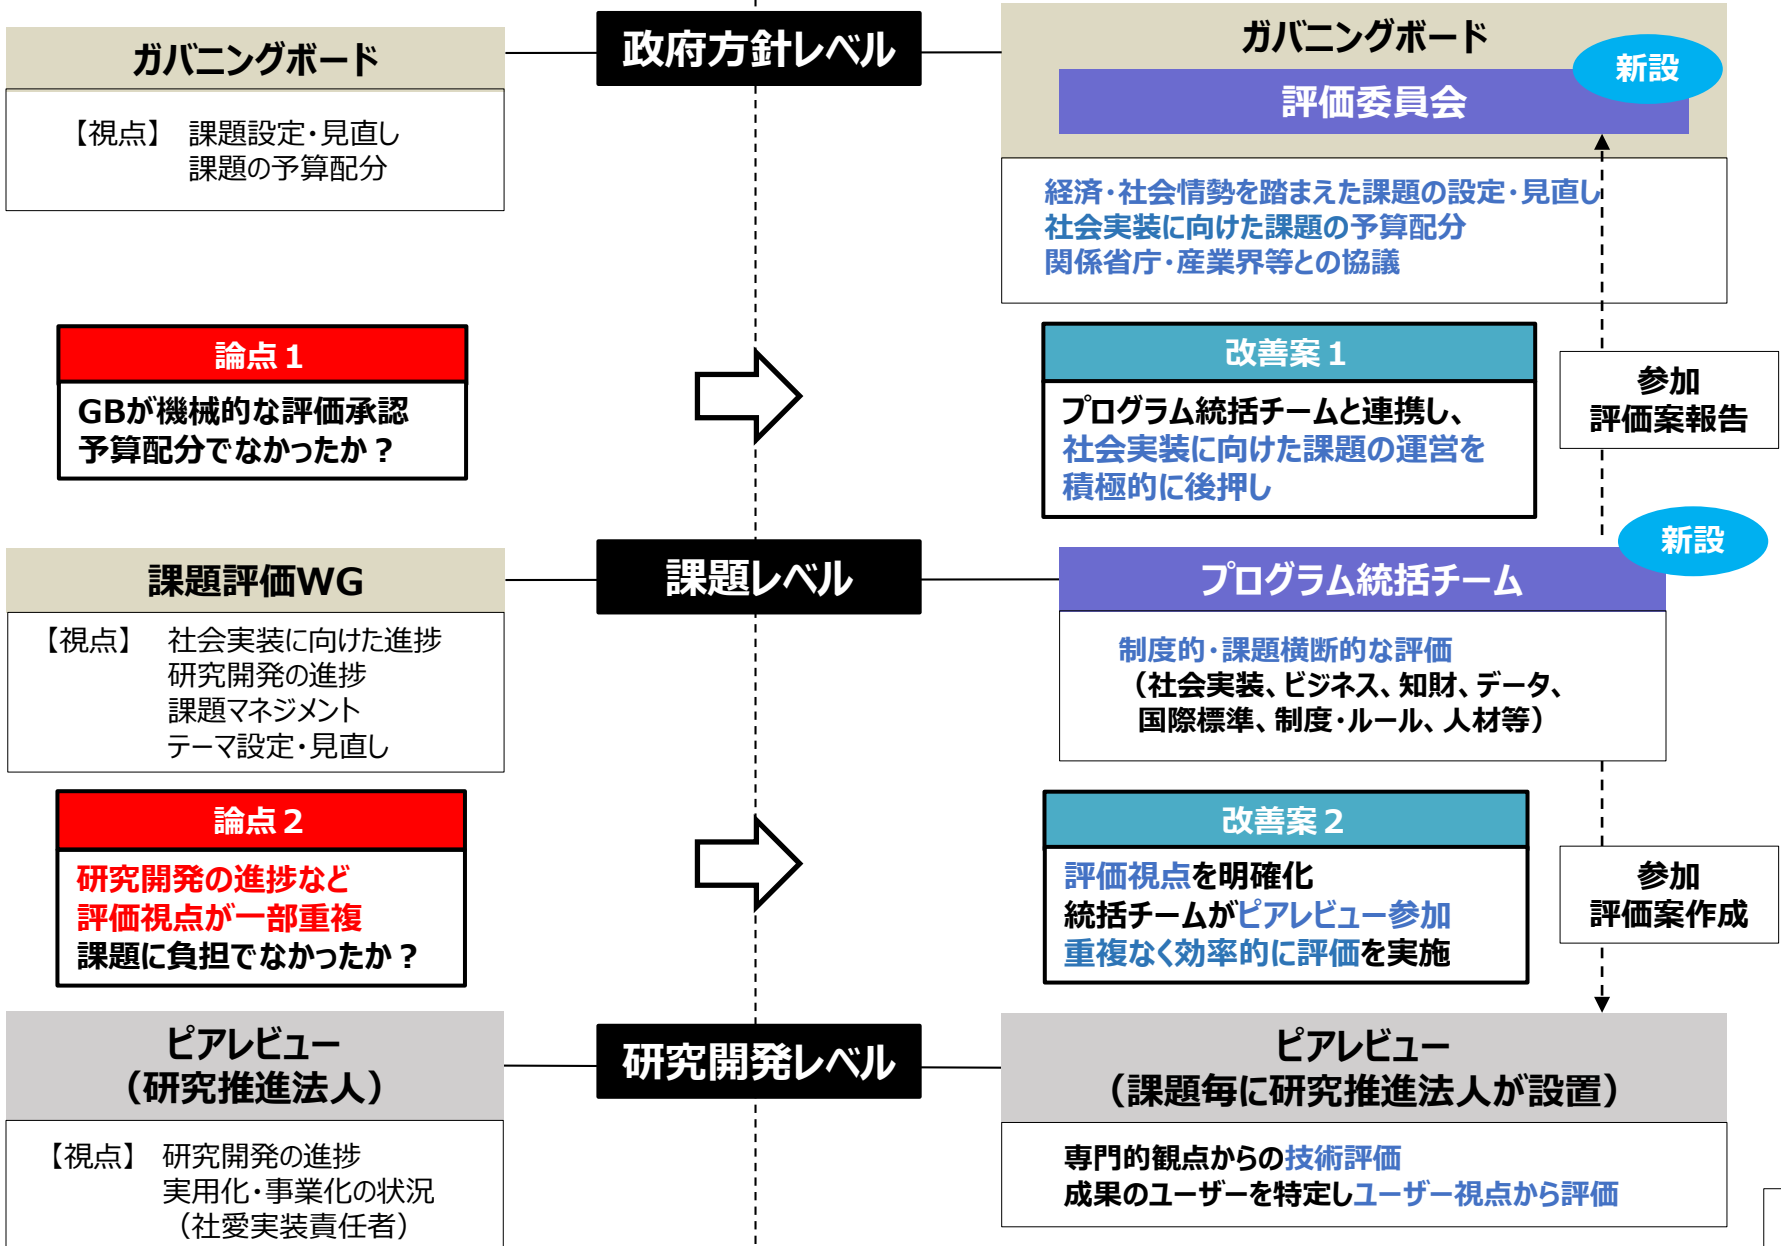 政府方針レベル
ガバニングボード
【視点】 課題設定・見直し
課題の予算配分
ガバニングボード
新設
評価委員会
経済・社会情勢を踏まえた課題の設定・見直し
社会実装に向けた課題の予算配分
関係省庁・産業界等との協議
論点１
GBが機械的な評価承認
予算配分でなかったか？
改善案１
プログラム統括チームと連携し、
社会実装に向けた課題の運営を
積極的に後押し
参加
評価案報告
課題レベル
課題評価WG
【視点】 社会実装に向けた進捗
研究開発の進捗
課題マネジメント
テーマ設定・見直し
新設
プログラム統括チーム
制度的・課題横断的な評価
（社会実装、ビジネス、知財、データ、
国際標準、制度・ルール、人材等）
論点２
研究開発の進捗など
評価視点が一部重複
課題に負担でなかったか？
改善案２
評価視点を明確化
統括チームがピアレビュー参加
重複なく効率的に評価を実施
参加
評価案作成
研究開発レベル
ピアレビュー
（研究推進法人）
【視点】 研究開発の進捗
実用化・事業化の状況
（社愛実装責任者）
ピアレビュー
（課題毎に研究推進法人が設置）
専門的観点からの技術評価
成果のユーザーを特定しユーザー視点から評価